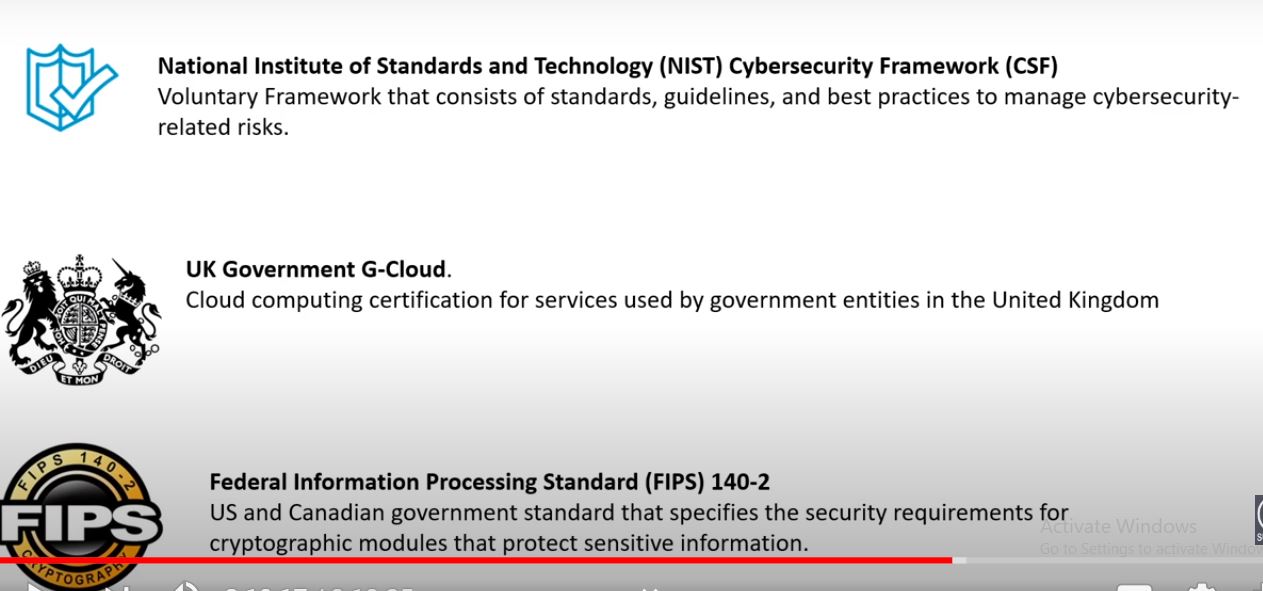 National Institute of Standards and Technology (NIST) Cybersecurity Framework (CSF)
Voluntary Framework that consists of standards, guidelines, and best practices to manage cybersecurity-
related risks.
UK Government G-Cloud.
Cloud computing certification for services used by government entities in the United Kingdom
DIEU ET MON DROIT
FIPS 140-2
FIPS
CRYPTOGRAPHY
Federal Information Processing Standard (FIPS) 140-2
US and Canadian government standard that specifies the security requirements for
cryptographic modules that protect sensitive information.
Activate Windows
Go to Settings to activate Windo